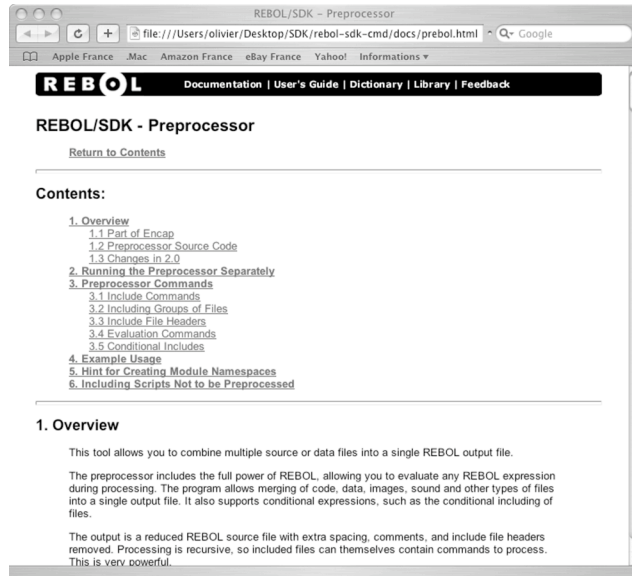 REBOL/SDK - Preprocessor
file:///Users/olivier/Desktop/SDK/rebol-sdk-cmd/docs/prebol.html
Google
Apple France .Mac Amazon France eBay France Yahoo! Informations
REBOL
Documentation | User's Guide | Dictionary | Library | Feedback
REBOL/SDK - Preprocessor
Return to Contents
Contents:
1. Overview
1.1 Part of Encap
1.2 Preprocessor Source Code
1.3 Changes in 2.0
2. Running the Preprocessor Separately
3. Preprocessor Commands
3.1 Include Commands
3.2 Including Groups of Files
3.3 Include File Headers
3.4 Evaluation Commands
3.5 Conditional Includes
4. Example Usage
5. Hint for Creating Module Namespaces
6. Including Scripts Not to be Preprocessed
1. Overview
This tool allows you to combine multiple source or data files into a single REBOL output file.
The preprocessor includes the full power of REBOL, allowing you to evaluate any REBOL expression
during processing. The program allows merging of code, data, images, sound and other types of files
into a single output file. It also supports conditional expressions, such as the conditional including of
files.
The output is a reduced REBOL source file with extra spacing, comments, and include file headers
removed. Processing is recursive, so included files can themselves contain commands to process.
This is very powerful.